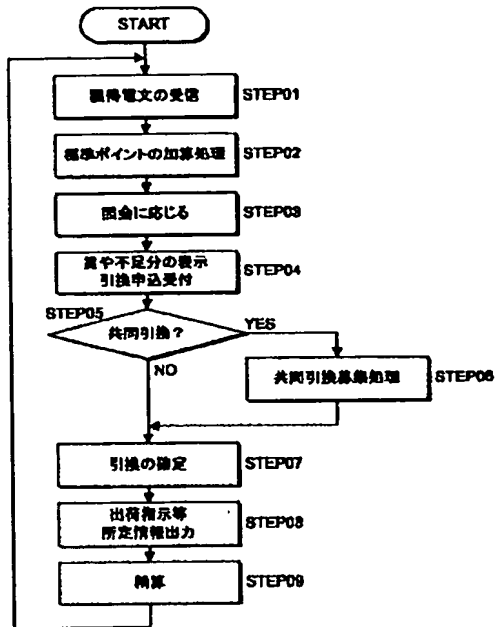 START
獲得電文の受信
STEP01
標準ポイントの加算処理
STEP02
照会に応じる
STEP03
賞や不足分の表示
引換申込受付
STEP04
STEP05
共同引換?
YES
NO
共同引換募集処理
STEP06
引換の確定
STEP07
出荷指示等
所定情報出力
STEP08
精算
STEP09